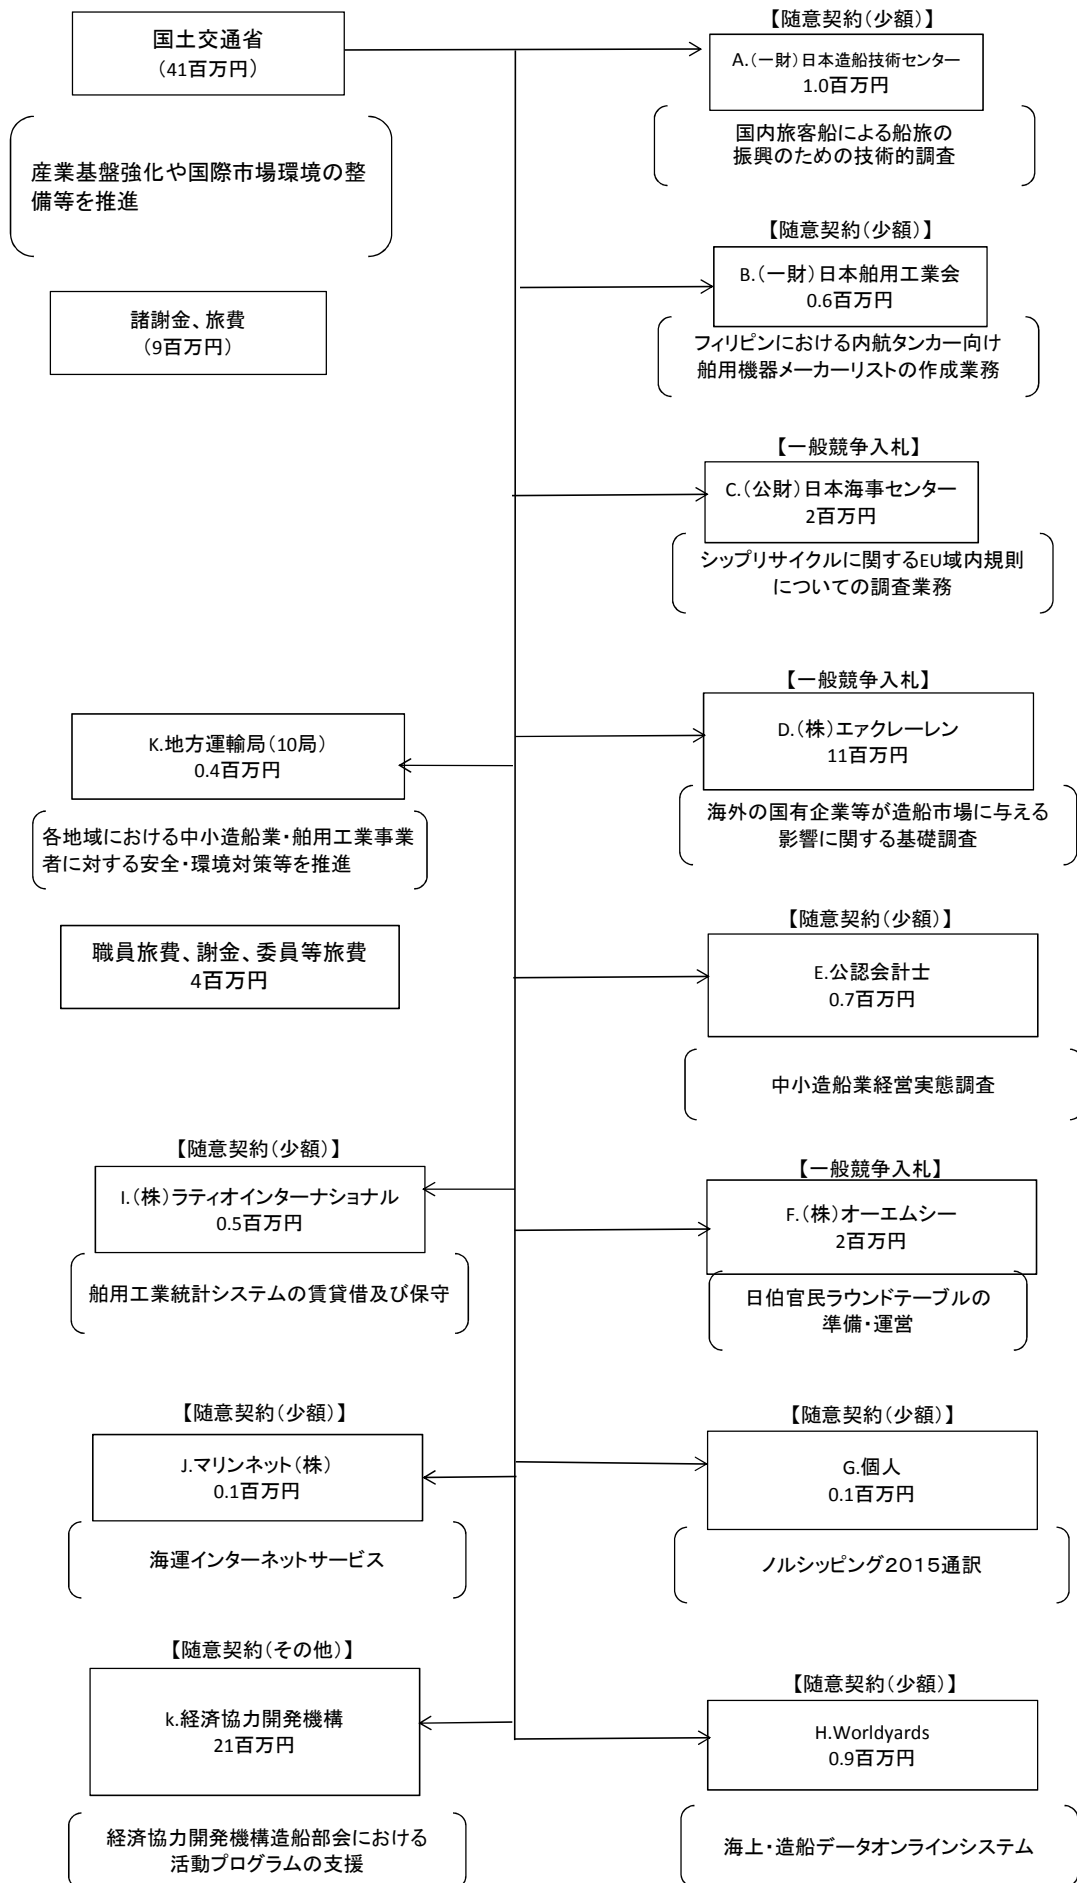 国土交通省
（41百万円）
産業基盤強化や国際市場環境の整
備等を推進
諸謝金、旅費
（9百万円）
【随意契約（少額）】
A.（一財）日本造船技術センター
1.0百万円
国内旅客船による船旅の
振興のための技術的調査
【随意契約（少額）】
B.（一財）日本舶用工業会
0.6百万円
フィリピンにおける内航タンカー向け
舶用機器メーカーリストの作成業務
【一般競争入札】
C.（公財）日本海事センター
2百万円
シップリサイクルに関するEU域内規則
についての調査業務
【一般競争入札】
D.（株）エァクレーレン
11百万円
海外の国有企業等が造船市場に与える
影響に関する基礎調査
K.地方運輸局（10局）
0.4百万円
各地域における中小造船業・舶用工業事業
者に対する安全・環境対策等を推進
職員旅費、謝金、委員等旅費
4百万円
【随意契約（少額）】
E.公認会計士
0.7百万円
中小造船業経営実態調査
【随意契約（少額）】
I.（株）ラティオインターナショナル
0.5百万円
舶用工業統計システムの賃貸借及び保守
【一般競争入札】
F.（株）オーエムシー
2百万円
日伯官民ラウンドテーブルの
準備・運営
【随意契約（少額）】
J.マリンネット（株）
0.1百万円
海運インターネットサービス
【随意契約（少額）】
G.個人
0.1百万円
ノルシッピング２０１５通訳
【随意契約（その他）】
k.経済協力開発機構
21百万円
経済協力開発機構造船部会における
活動プログラムの支援
【随意契約（少額）】
H.Worldyards
0.9百万円
海上・造船データオンラインシステム